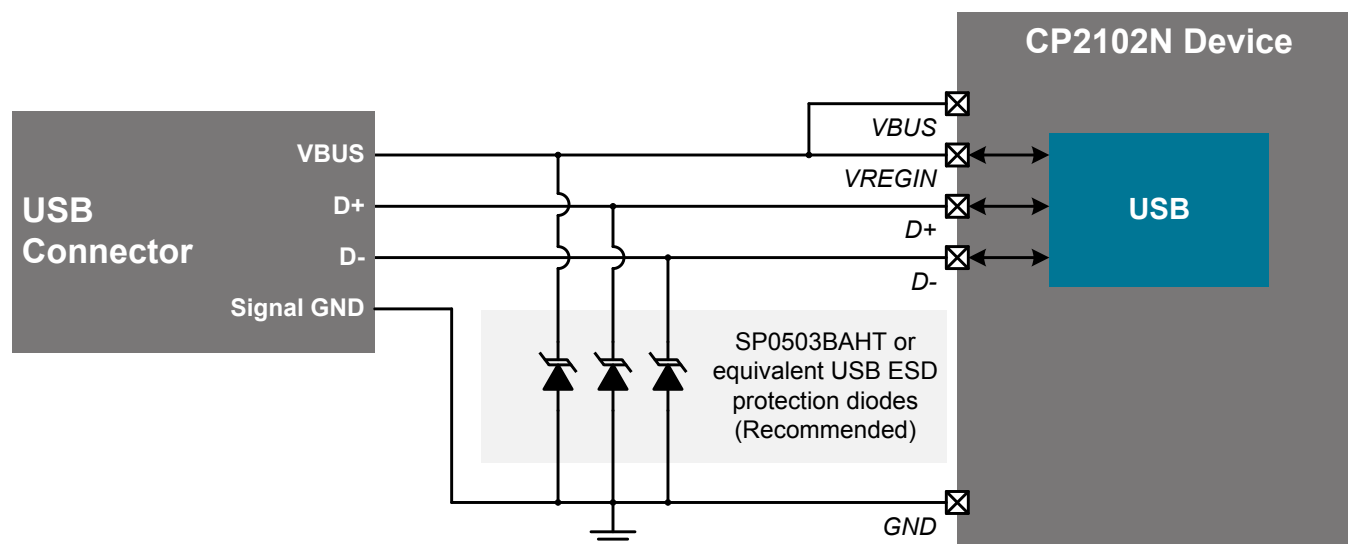 CP2102N Device
USB
Connector
VBUS
D+
D-
Signal GND
VBUS
VREGIN
D+
D-
GND
USB
SP0503BAHT or
equivalent USB ESD
protection diodes
(Recommended)